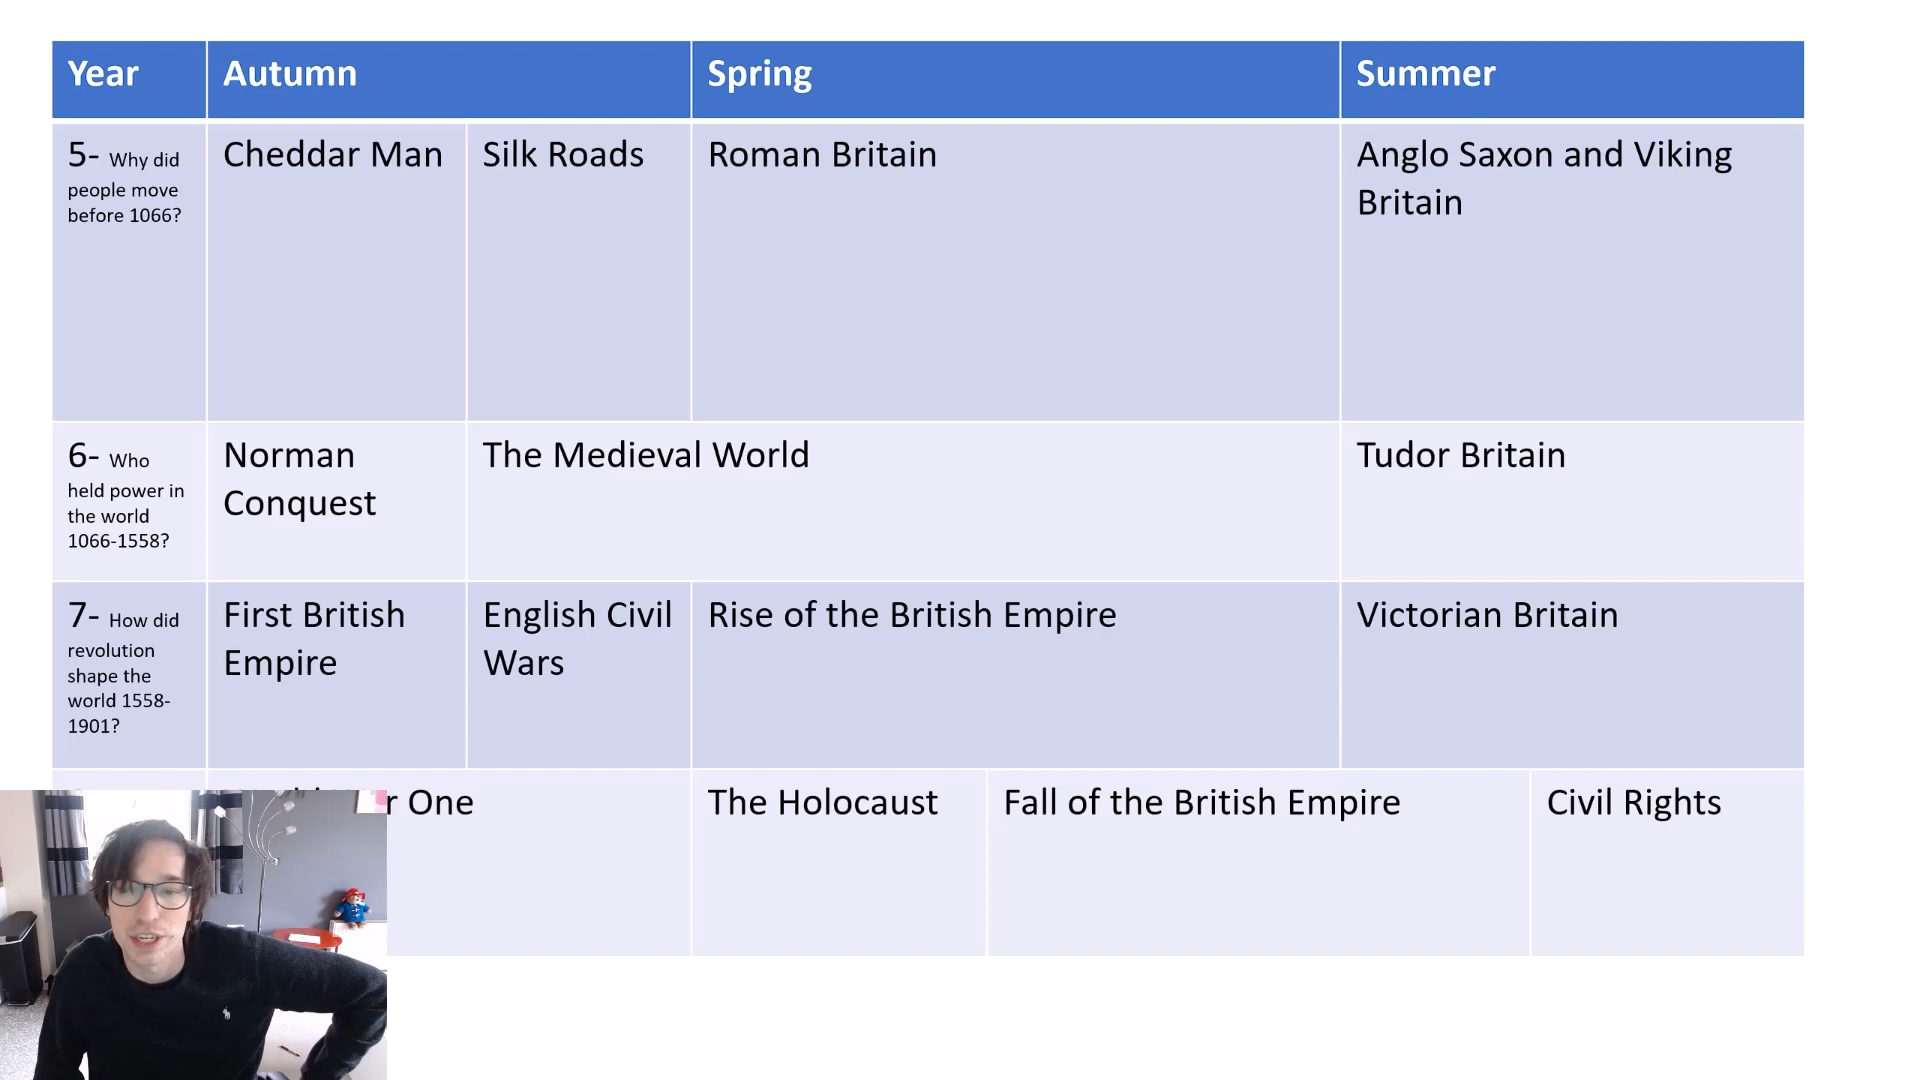 Year Autumn Spring Summer
5- Why did people move before 1066?
Cheddar Man
Silk Roads
Roman Britain
Anglo Saxon and Viking
Britain
6- Who
held power in
the world
1066-1558?
Norman
Conquest
The Medieval World
Tudor Britain
7- How did
revolution
shape the
world 1558-
1901?
First British
Empire
English Civil
Wars
Rise of the British Empire
Victorian Britain
One
The Holocaust
Fall of the British Empire
Civil Rights